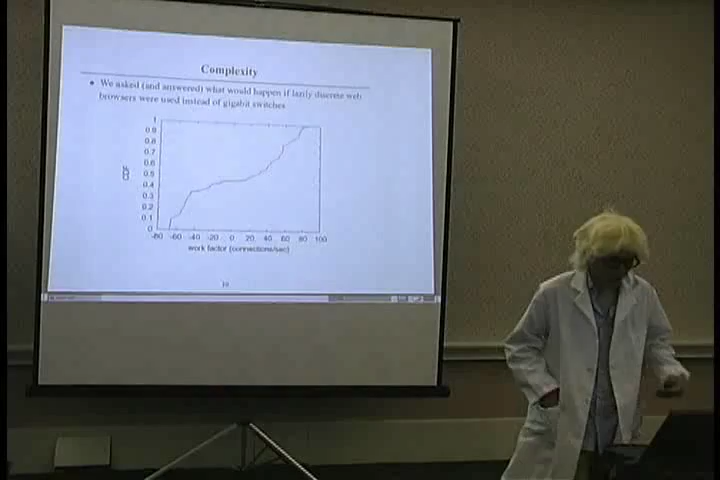 Complexity
• We asked (and answered) what would happen if lazily discrete web
browsers were used instead of gigabit switches
1
0.9
0.8
0.7
0.6
0.5
0.4
0.3
0.2
0.1
0
CDF
-80 -60 -40 -20 0 20 40 60 80 100
work factor (connections/sec)